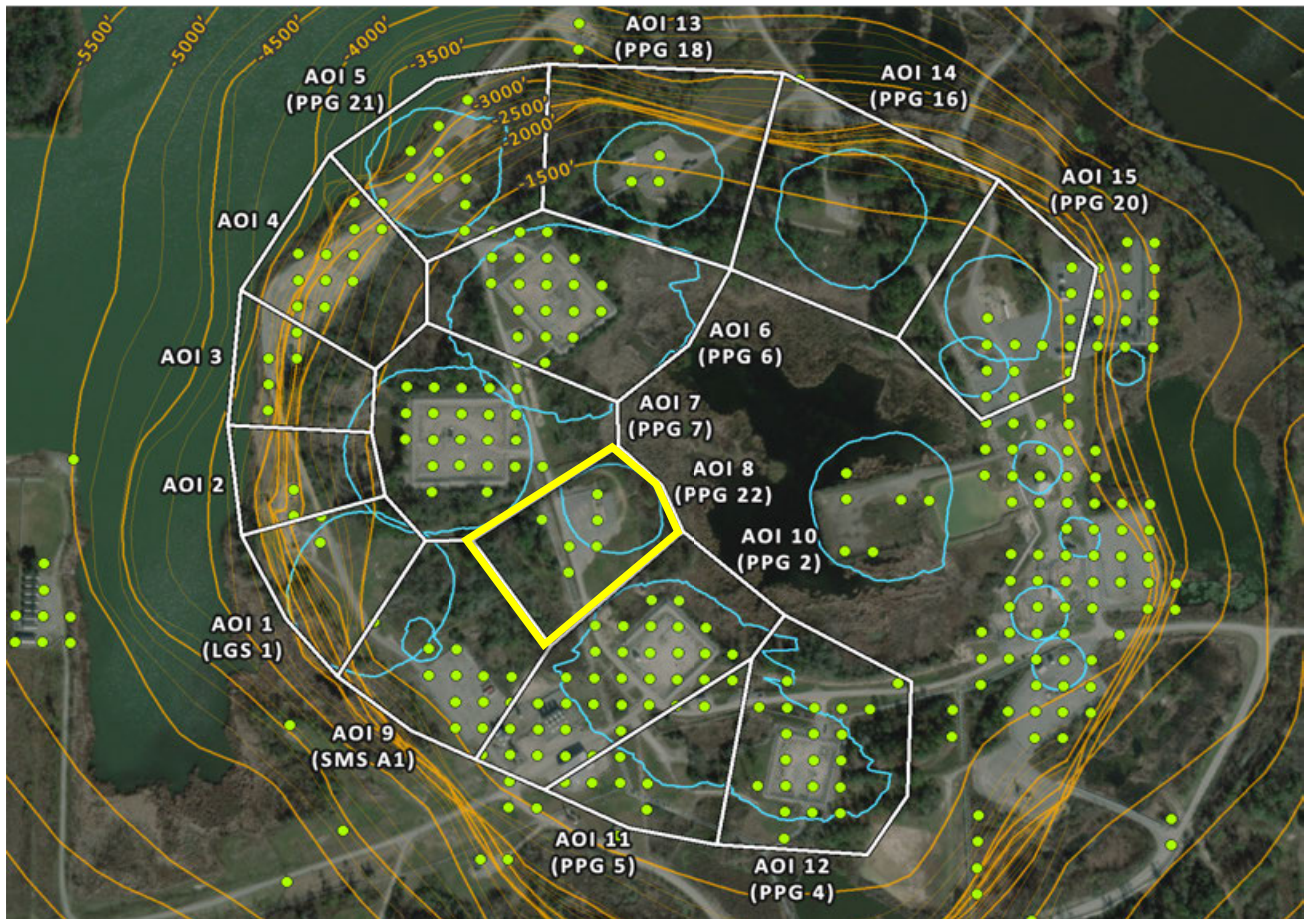 -5500'
-5000'
-4500'
-4000'
-3500'
-3000'
-2500'
-2000'
-1500'
AOI 13
(PPG 18)
AOI 14
(PPG 16)
AOI 5
(PPG 21)
AOI 15
(PPG 20)
AOI 4
AOI 6
(PPG 6)
AOI 3
AOI 7
(PPG 7)
AOI 8
(PPG 22)
AOI 2
AOI 10
(PPG 2)
AOI 1
(LGS 1)
AOI 9
(SMS A1)
AOI 11
(PPG 5)
AOI 12
(PPG 4)